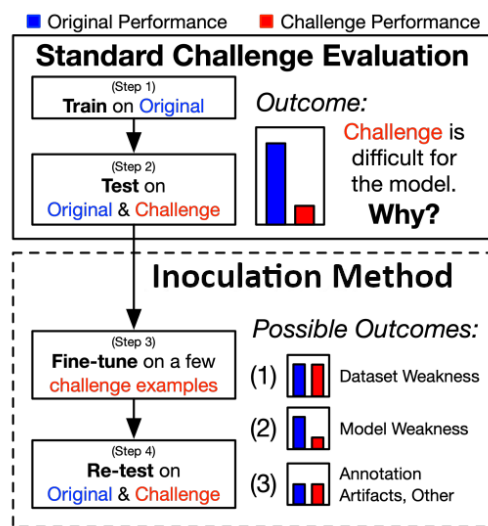 Original Performance Challenge Performance
Standard Challenge Evaluation
(Step 1)
Train on Original
(Step 2)
Test on
Original & Challenge
Outcome:
Challenge is
difficult for
the model.
Why?
Inoculation Method
(Step 3)
Fine-tune on a few
challenge examples
(Step 4)
Re-test on
Original & Challenge
Possible Outcomes:
(1) Dataset Weakness
(2) Model Weakness
(3) Annotation
Artifacts, Other